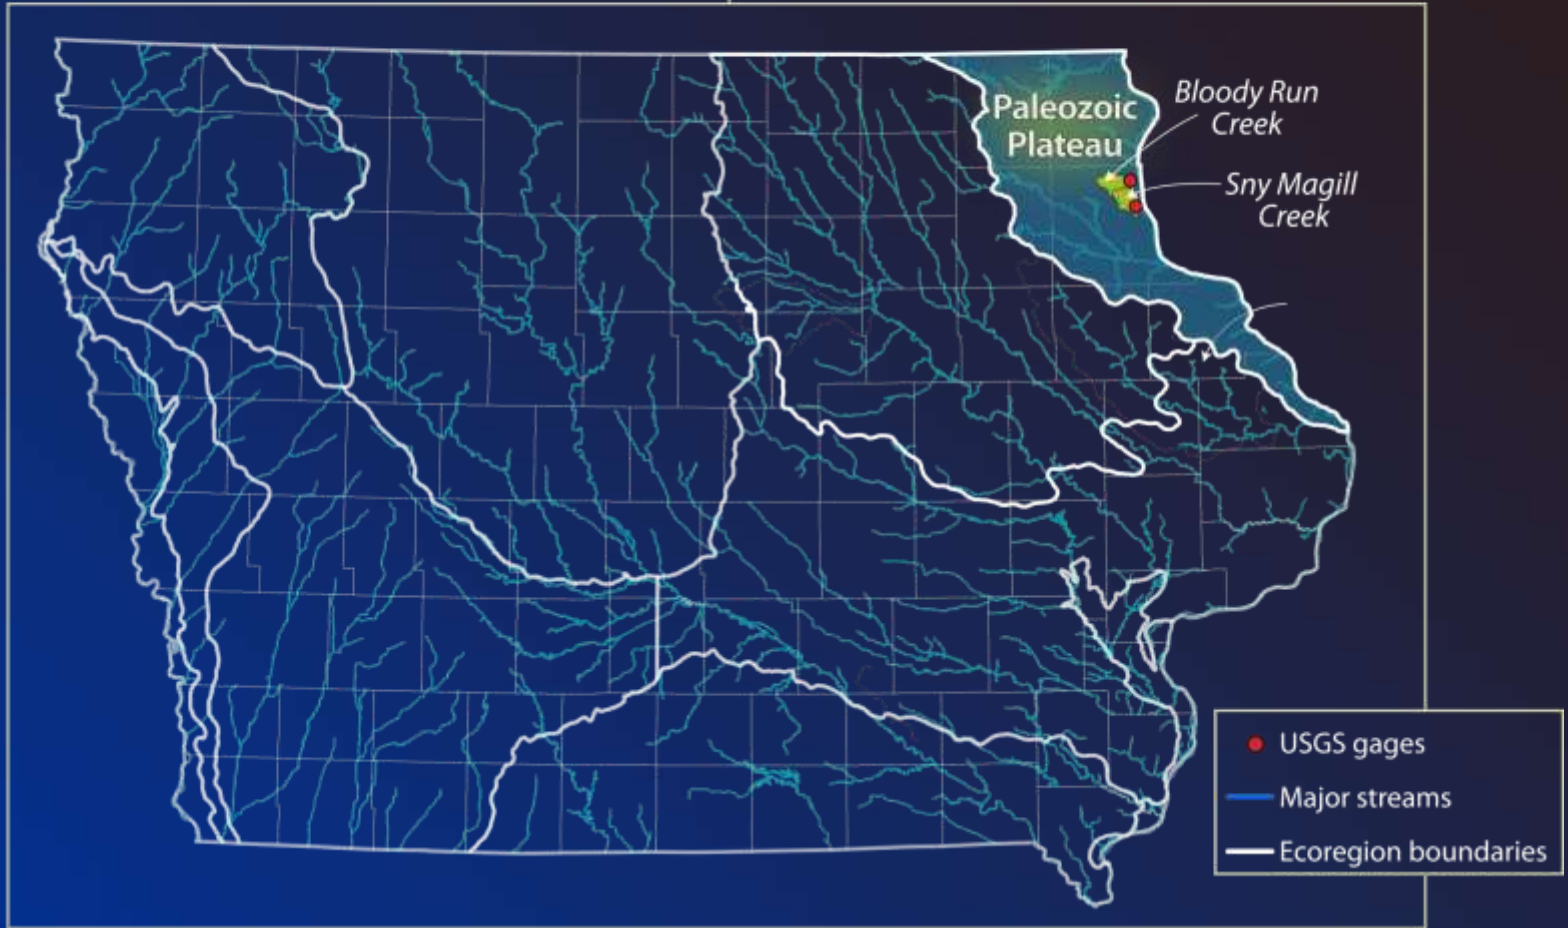 Paleozoic
Plateau
Bloody Run
Creek
Sny Magill
Creek
USGS gages
Major streams
Ecoregion boundaries